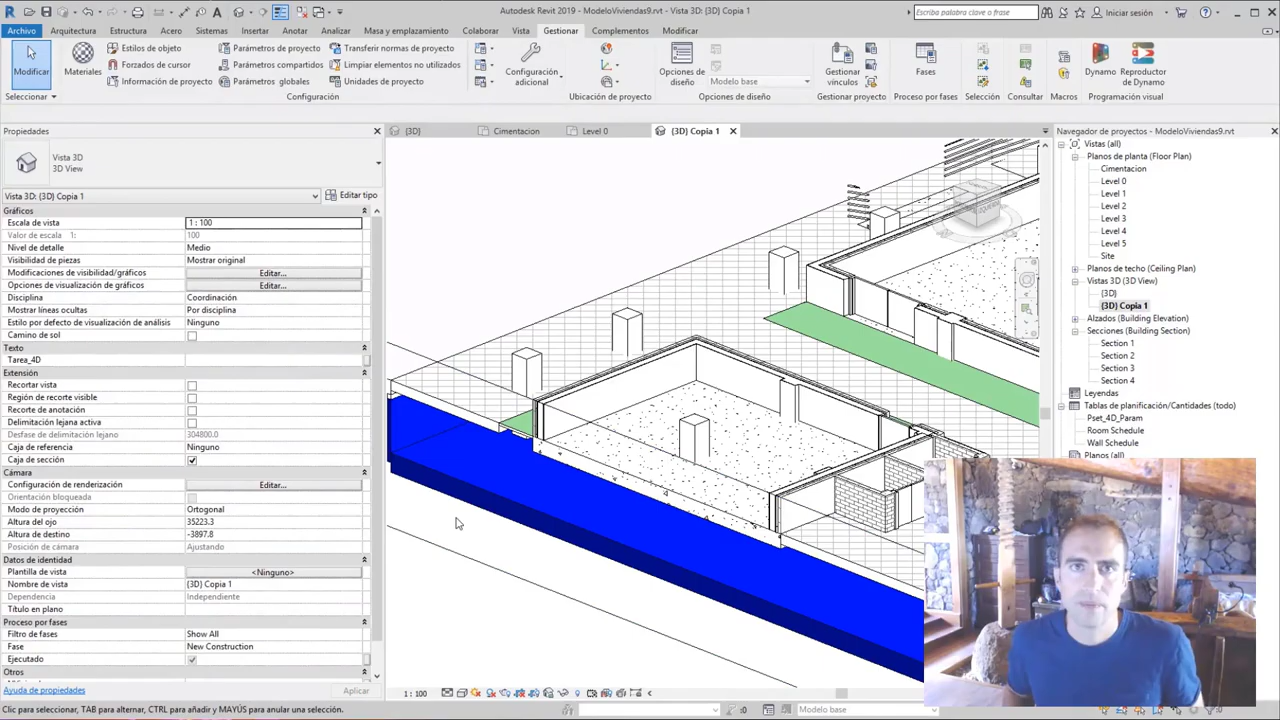 Autodesk Revit 2019 - ModeloViviendas9.rvt - Vista 3D: {3D} Copia 1
Escriba palabra clave o frase
Iniciar sesión
Archivo Arquitectura Estructura Acero Sistemas Insertar Anotar Analizar Masa y emplazamiento Colaborar Vista Gestionar Complementos Modificar
Modificar
Materiales
Estilos de objeto
Forzados de cursor
Información de proyecto
Parámetros de proyecto
Parámetros compartidos
Parámetros globales
Transferir normas de proyecto
Limpiar elementos no utilizados
Unidades de proyecto
Configuración adicional
Opciones de diseño
Modelo base
Gestionar vínculos
Fases
Dynamo
Reproductor de Dynamo
Seleccionar
Ubicación de proyecto
Opciones de diseño
Gestionar proyecto
Proceso por fases
Selección
Consultar
Macros
Programación visual
Propiedades
{3D}
Cimentacion
Level 0
{3D} Copia 1
Navegador de proyectos - ModeloViviendas9.rvt
Vista 3D
3D View
Vista 3D: {3D} Copia 1
Editar tipo
Gráficos
Escala de vista 1 : 100
Valor de escala 1: 100
Nivel de detalle Medio
Visibilidad de piezas Mostrar original
Modificaciones de visibilidad/gráficos Editar...
Opciones de visualización de gráficos Editar...
Disciplina Coordinación
Mostrar líneas ocultas Por disciplina
Estilo por defecto de visualización de análisis Ninguno
Camino de sol
Texto
Tarea_4D
Extensión
Recortar vista
Región de recorte visible
Recorte de anotación
Delimitación lejana activa
Desfase de delimitación lejano 304800.0
Caja de referencia Ninguno
Caja de sección
Cámara
Configuración de renderización Editar...
Orientación bloqueada
Modo de proyección Ortogonal
Altura del ojo 35223.3
Altura de destino -3897.8
Posición de cámara Ajustando
Datos de identidad
Plantilla de vista <Ninguno>
Nombre de vista {3D} Copia 1
Dependencia Independiente
Título en plano
Proceso por fases
Filtro de fases Show All
Fase New Construction
Ejecutado
Otros
Ayuda de propiedades
Aplicar
Vistas (all)
Planos de planta (Floor Plan)
Cimentacion
Level 0
Level 1
Level 2
Level 3
Level 4
Level 5
Site
Planos de techo (Ceiling Plan)
Vistas 3D (3D View)
{3D}
{3D} Copia 1
Alzados (Building Elevation)
Secciones (Building Section)
Section 1
Section 2
Section 3
Section 4
Leyendas
Tablas de planificación/Cantidades (todo)
Pset_4D_Param
Room Schedule
Wall Schedule
Planos (all)
1 : 100
Clic para seleccionar, TAB para alternar, CTRL para añadir y MAYÚS para anular una selección.
:0
Modelo base